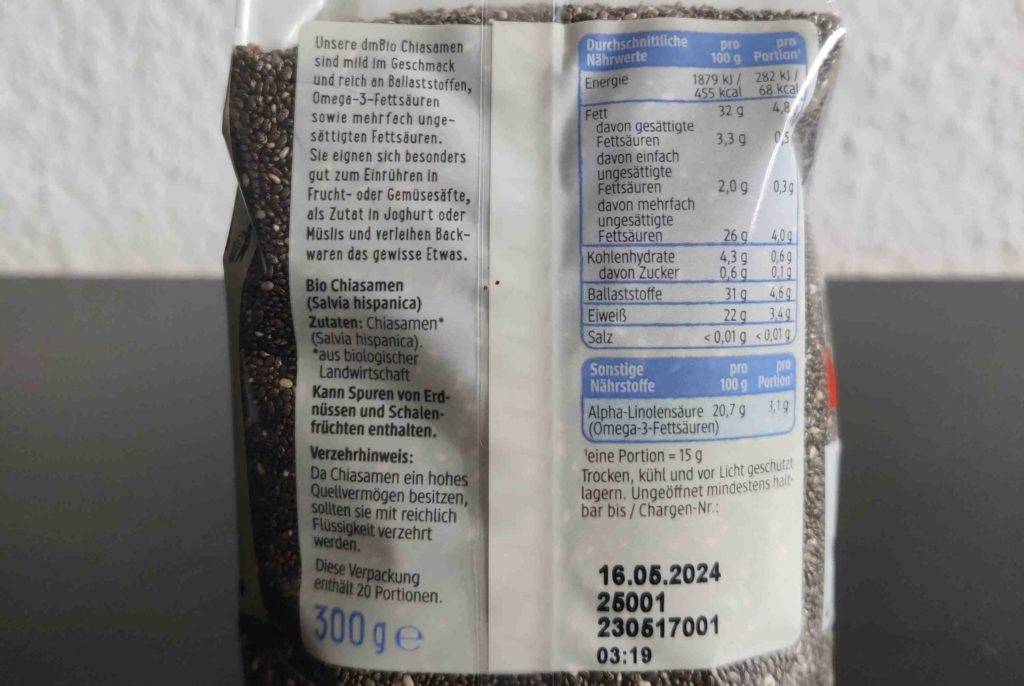 Unsere dmBio Chiasamen
sind mild im Geschmack
und reich an Ballaststoffen,
Omega-3-Fettsäuren
sowie mehrfach unge-
sättigten Fettsäuren.
Sie eignen sich besonders
gut zum Einrühren in
Frucht- oder Gemüsesäfte,
als Zutat in Joghurt oder
Müslis und verleihen Back-
waren das gewisse Etwas.
Bio Chiasamen
(Salvia hispanica)
Zutaten: Chiasamen*
(Salvia hispanica).
*aus biologischer
Landwirtschaft
Kann Spuren von Erd-
nüssen und Schalen-
früchten enthalten.
Verzehrhinweis:
Da Chiasamen ein hohes
Quellvermögen besitzen,
sollten sie mit reichlich
Flüssigkeit verzehrt
werden.
Diese Verpackung
enthält 20 Portionen.
300 g e
Durchschnittliche pro pro
Nährwerte 100 g Portion¹
Energie 1879 kJ / 282 kJ /
455 kcal 68 kcal
Fett 32 g 4,8
davon gesättigte
Fettsäuren 3,3 g 0,5
davon einfach
ungesättigte
Fettsäuren 2,0 g 0,3 g
davon mehrfach
ungesättigte
Fettsäuren 26 g 4,0 g
Kohlenhydrate 4,3 g 0,6 g
davon Zucker 0,6 g 0,1 g
Ballaststoffe 31 g 4,6 g
Eiweiß 22 g 3,4 g
Salz <0,01 g <0,01 g
Sonstige pro pro
Nährstoffe 100 g Portion¹
Alpha-Linolensäure 20,7 g 3,1 g
(Omega-3-Fettsäuren)
¹eine Portion = 15 g
Trocken, kühl und vor Licht geschützt
lagern. Ungeöffnet mindestens halt-
bar bis / Chargen-Nr.:
16.05.2024
25001
230517001
03:19